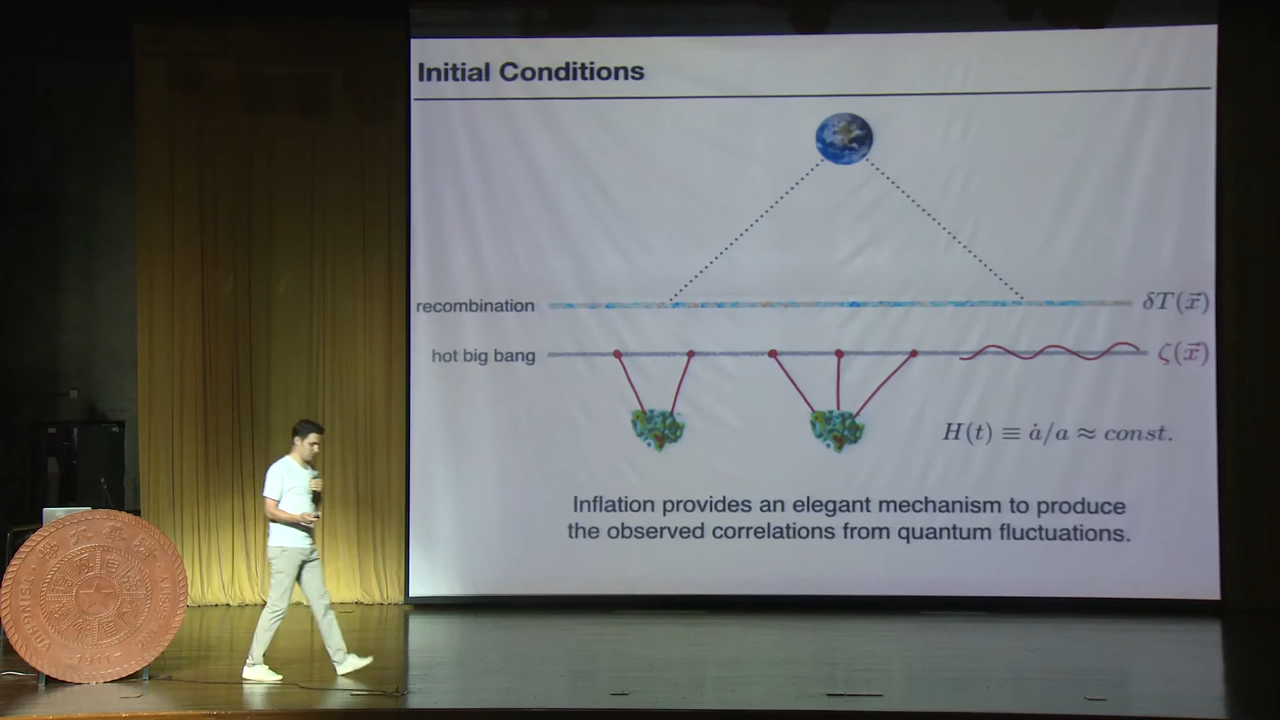 Initial Conditions
recombination
δT(x⃗)
hot big bang
ζ(x⃗)
H(t) ≡ ȧ/a ≈ const.
Inflation provides an elegant mechanism to produce
the observed correlations from quantum fluctuations.
1911